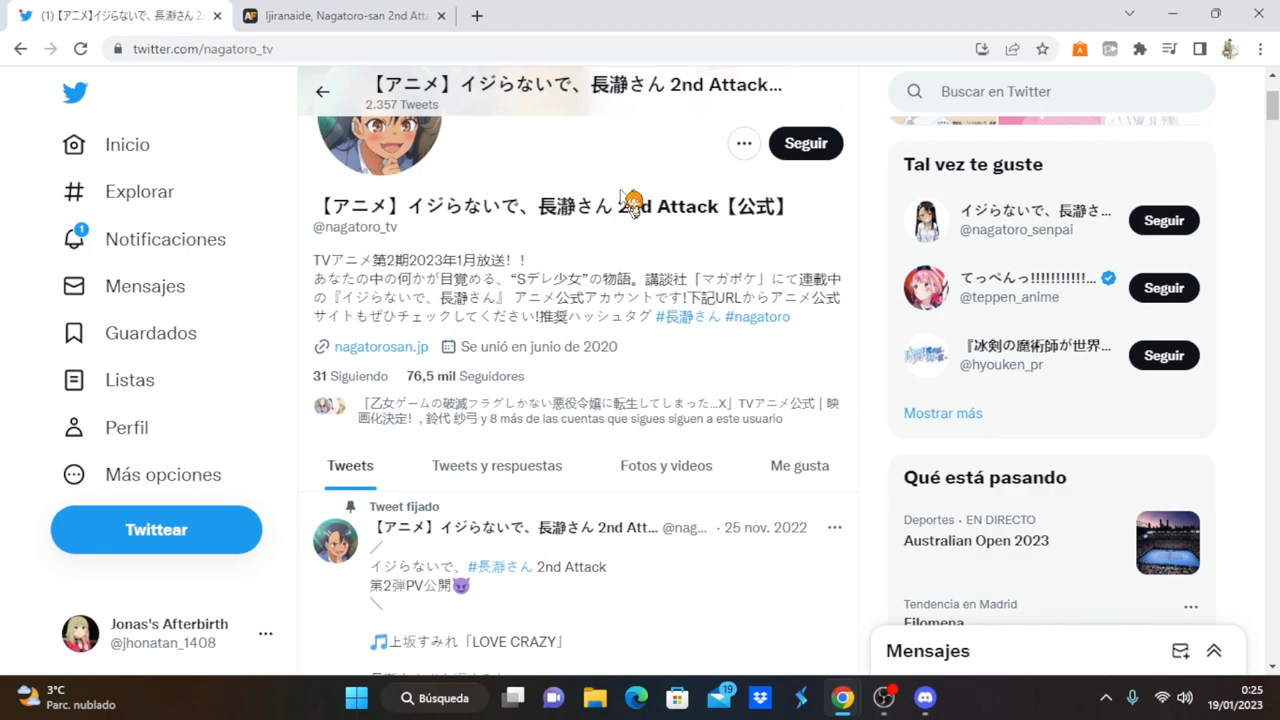 (1)【アニメ】イジらないで、長瀞さん 2
Ijiranaide, Nagatoro-san 2nd Att
twitter.com/nagatoro_tv
【アニメ】イジらないで、長瀞さん 2nd Attack...
2.357 Tweets
Buscar en Twitter
Inicio
Explorar
1
Notificaciones
Mensajes
Guardados
Listas
Perfil
Más opciones
Twittear
Jonas's Afterbirth
@jhonatan_1408
Seguir
【アニメ】イジらないで、長瀞さん 2nd Attack【公式】
@nagatoro_tv
TVアニメ第2期2023年1月放送！！
あなたの中の何かが目覚める、“Sデレ少女”の物語。講談社「マガポケ」にて連載中
の『イジらないで、長瀞さん』 アニメ公式アカウントです!下記URLからアニメ公式
サイトもぜひチェックしてください!推奨ハッシュタグ #長瀞さん #nagatoro
nagatorosan.jp Se unió en junio de 2020
31 Siguiendo 76,5 mil Seguidores
「乙女ゲームの破滅フラグしかない悪役令嬢に転生してしまった...X」TVアニメ公式｜映
画化決定！, 鈴代 紗弓 y 8 más de las cuentas que sigues siguen a este usuario
Tweets Tweets y respuestas Fotos y videos Me gusta
Tweet fijado
【アニメ】イジらないで、長瀞さん 2nd Att... @nag... · 25 nov. 2022
／
イジらないで、#長瀞さん 2nd Attack
第2弾PV公開😈
＼
🎵上坂すみれ「LOVE CRAZY」
Tal vez te guste
イジらないで、長瀞さ...
@nagatoro_senpai
Seguir
てっぺんっ!!!!!!!!!!!!...
@teppen_anime
Seguir
『冰剣の魔術師が世界...
@hyouken_pr
Seguir
Mostrar más
Qué está pasando
Deportes · EN DIRECTO
Australian Open 2023
Tendencia en Madrid
Filomena
Mensajes
3°C
Parc. nublado
Búsqueda
19
0:25
19/01/2023